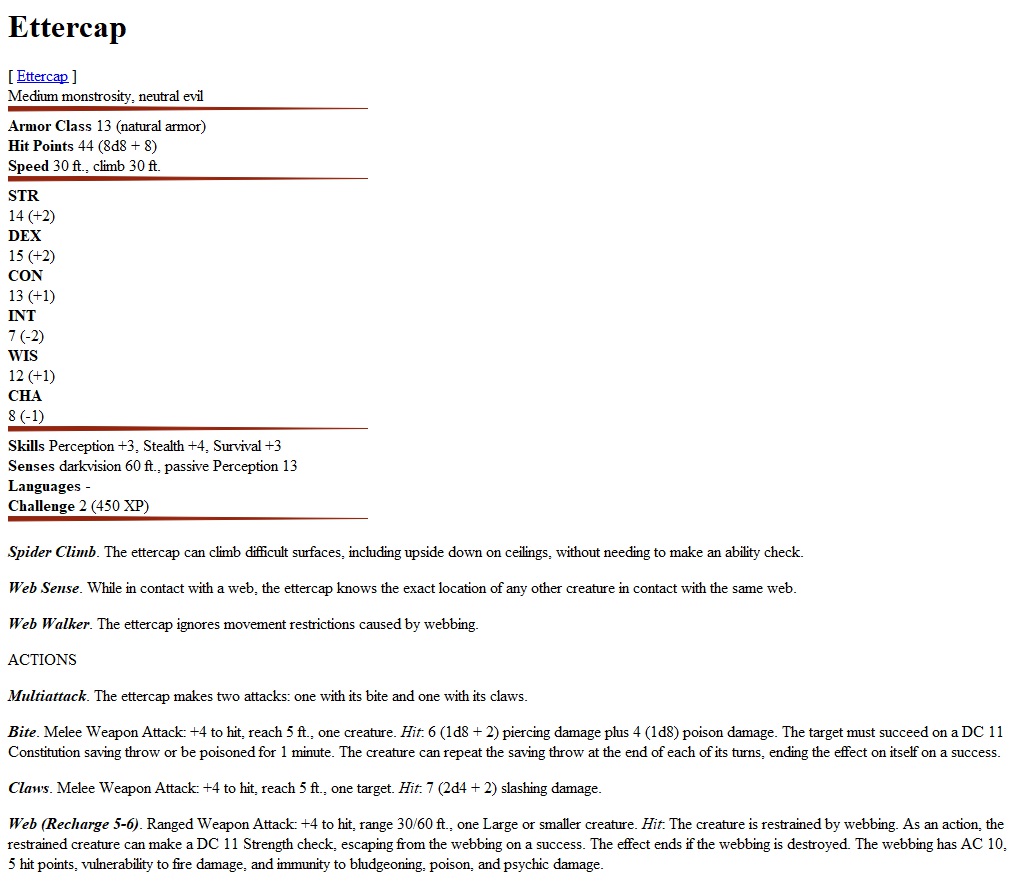 Ettercap
[ Ettercap ]
Medium monstrosity, neutral evil
Armor Class 13 (natural armor)
Hit Points 44 (8d8 + 8)
Speed 30 ft., climb 30 ft.
STR
14 (+2)
DEX
15 (+2)
CON
13 (+1)
INT
7 (-2)
WIS
12 (+1)
CHA
8 (-1)
Skills Perception +3, Stealth +4, Survival +3
Senses darkvision 60 ft., passive Perception 13
Languages -
Challenge 2 (450 XP)
Spider Climb. The ettercap can climb difficult surfaces, including upside down on ceilings, without needing to make an ability check.
Web Sense. While in contact with a web, the ettercap knows the exact location of any other creature in contact with the same web.
Web Walker. The ettercap ignores movement restrictions caused by webbing.
ACTIONS
Multiattack. The ettercap makes two attacks: one with its bite and one with its claws.
Bite. Melee Weapon Attack: +4 to hit, reach 5 ft., one creature. Hit: 6 (1d8 + 2) piercing damage plus 4 (1d8) poison damage. The target must succeed on a DC 11
Constitution saving throw or be poisoned for 1 minute. The creature can repeat the saving throw at the end of each of its turns, ending the effect on itself on a success.
Claws. Melee Weapon Attack: +4 to hit, reach 5 ft., one target. Hit: 7 (2d4 + 2) slashing damage.
Web (Recharge 5-6). Ranged Weapon Attack: +4 to hit, range 30/60 ft., one Large or smaller creature. Hit: The creature is restrained by webbing. As an action, the
restrained creature can make a DC 11 Strength check, escaping from the webbing on a success. The effect ends if the webbing is destroyed. The webbing has AC 10,
5 hit points, vulnerability to fire damage, and immunity to bludgeoning, poison, and psychic damage.